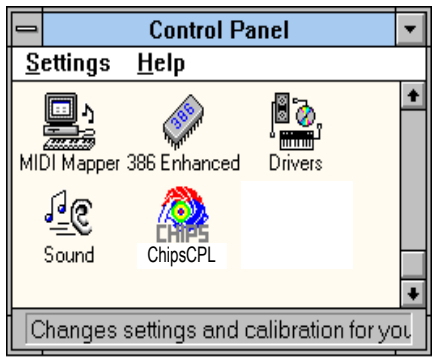 Control Panel
Settings Help
386
MIDI Mapper 386 Enhanced Drivers
CHIPS
Sound ChipsCPL
Changes settings and calibration for you